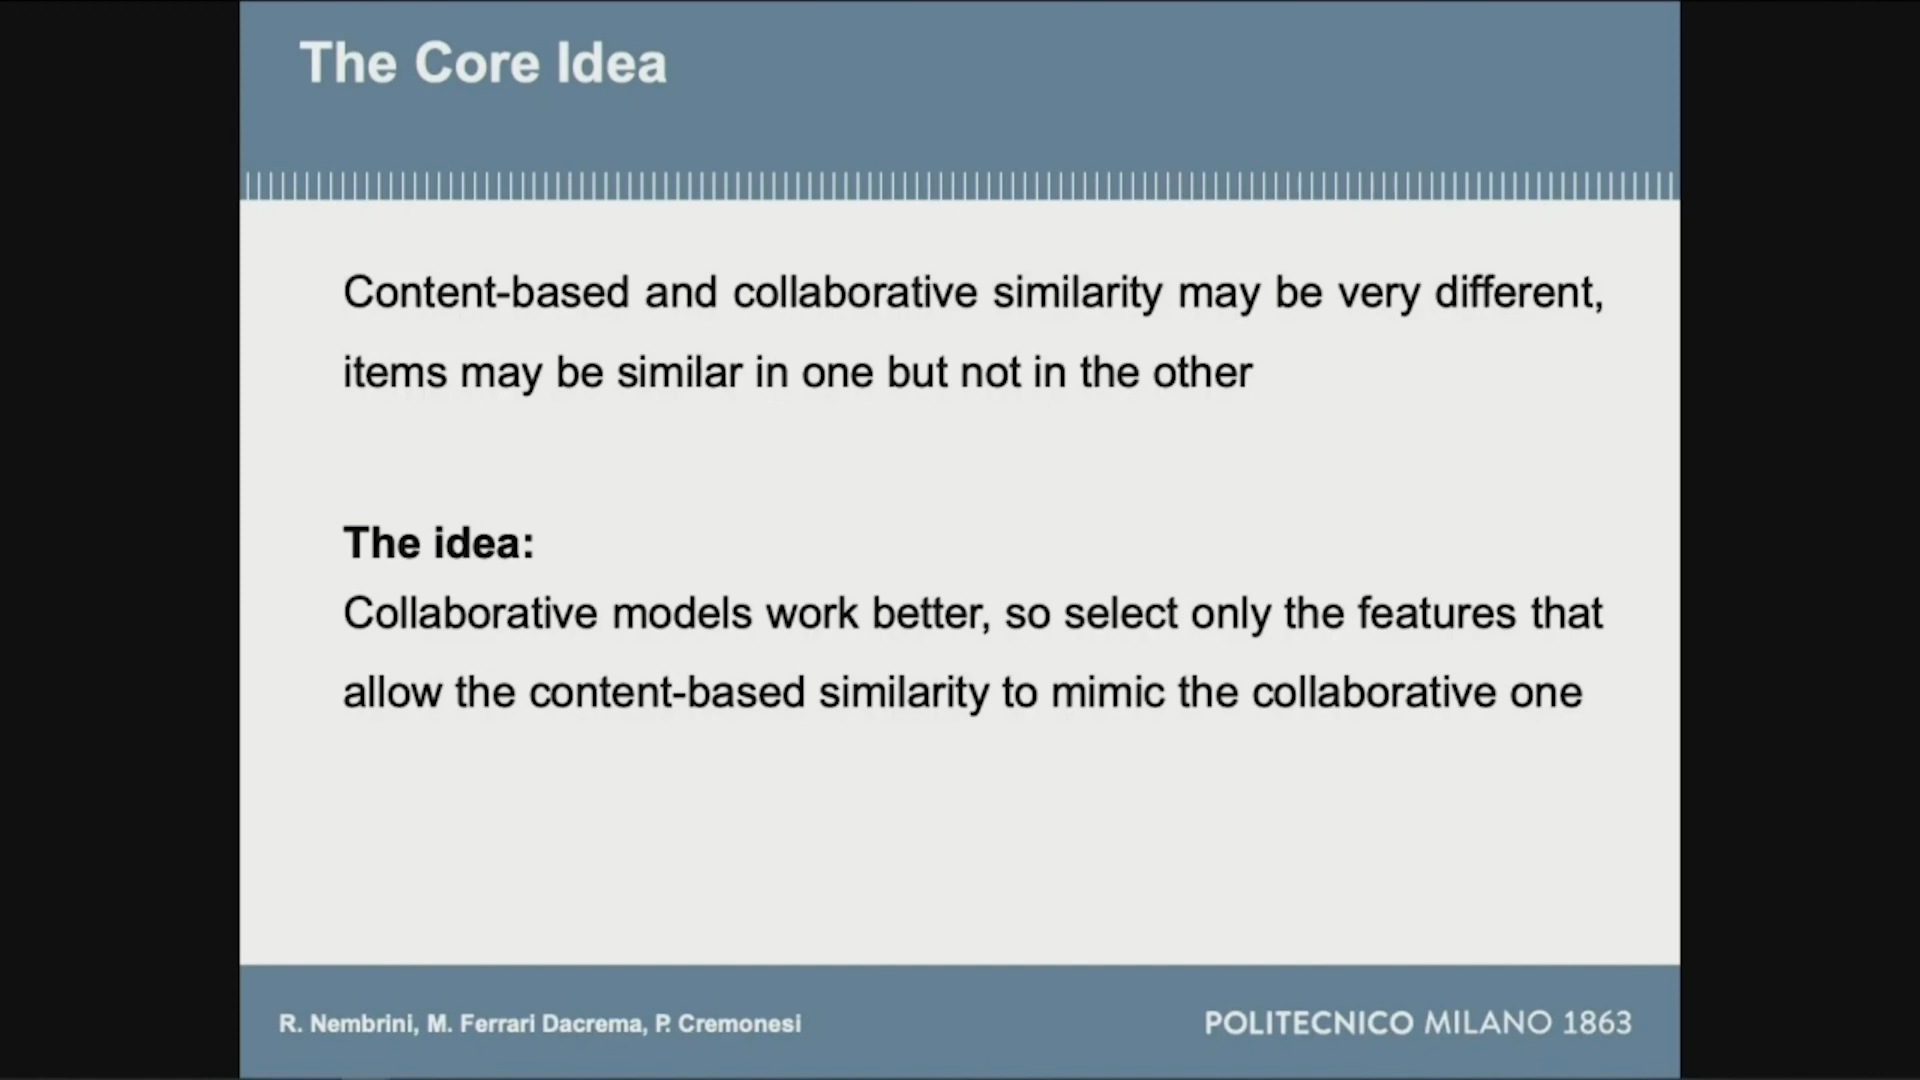 The Core Idea
Content-based and collaborative similarity may be very different,
items may be similar in one but not in the other
The idea:
Collaborative models work better, so select only the features that
allow the content-based similarity to mimic the collaborative one
R. Nembrini, M. Ferrari Dacrema, P. Cremonesi
POLITECNICO MILANO 1863